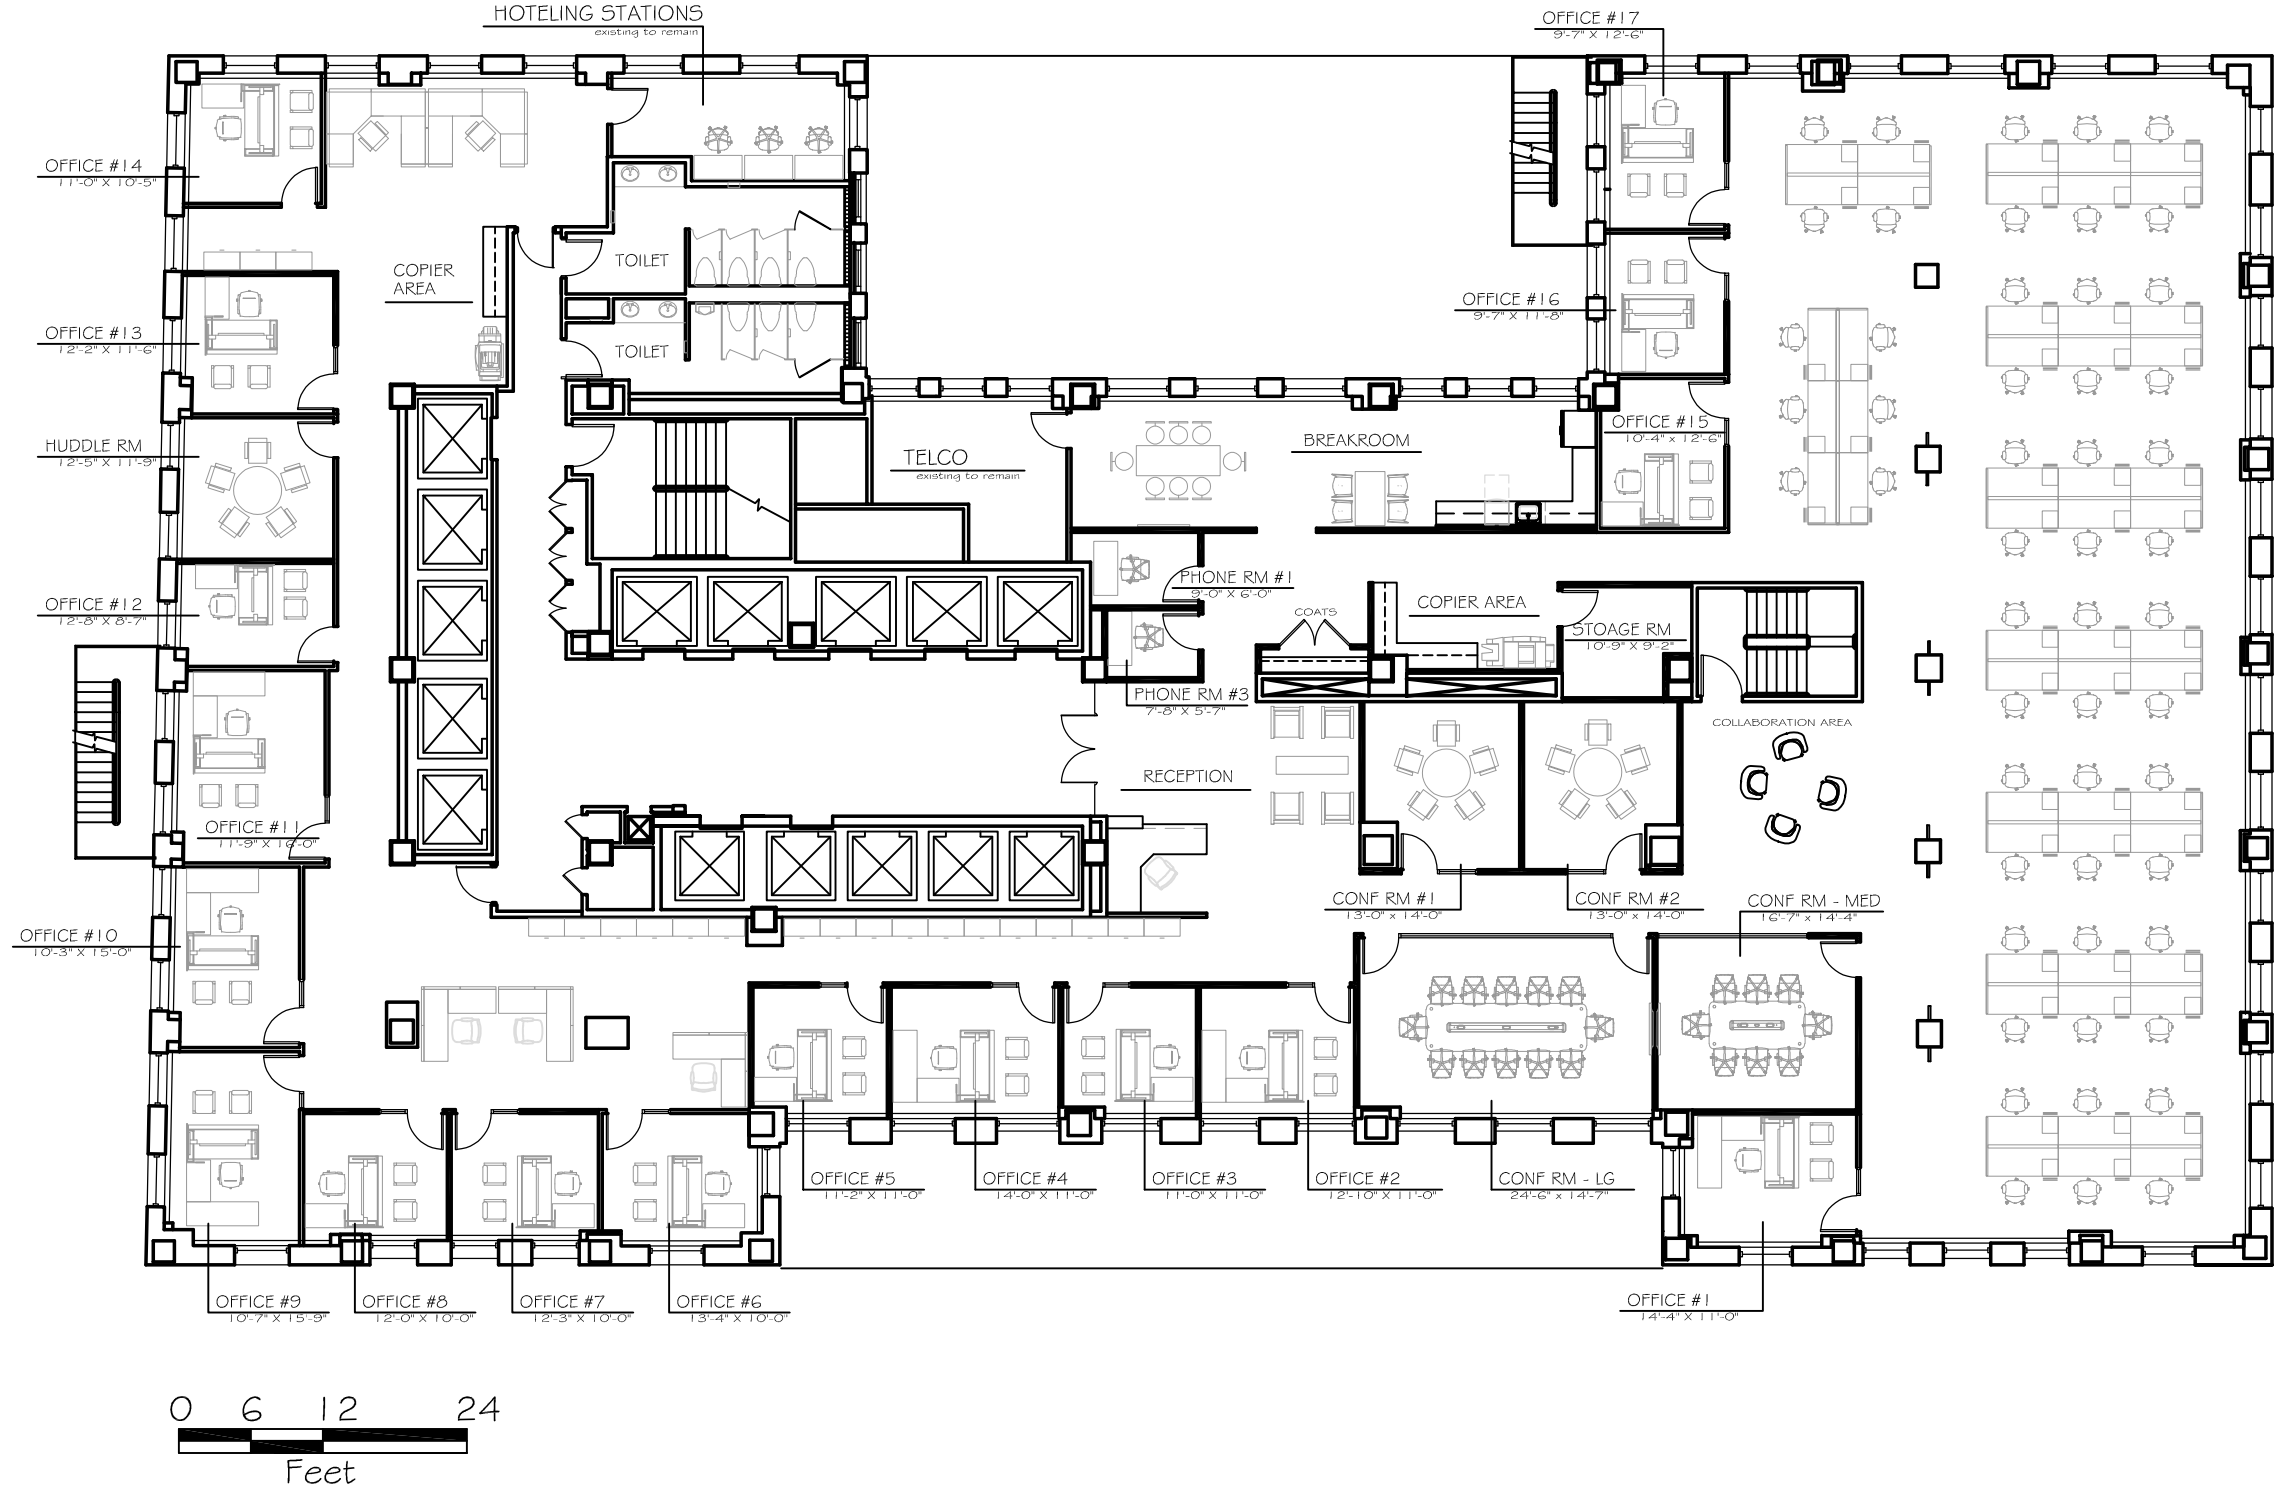 HOTELING STATIONS
existing to remain
OFFICE #17
9'-7" X 12'-6"
OFFICE #14
11'-0" X 10'-5"
TOILET
COPIER
AREA
OFFICE #16
9'-7" X 11'-8"
OFFICE #13
12'-2" X 11'-6"
TOILET
OFFICE #15
10'-4" X 12'-6"
HUDDLE RM
12'-5" X 11'-9"
BREAKROOM
TELCO
existing to remain
PHONE RM #1
9'-0" X 6'-0"
OFFICE #12
12'-8" X 8'-7"
COATS
COPIER AREA
STOAGE RM
10'-9" X 9'-2"
PHONE RM #3
7'-8" X 5'-7"
COLLABORATION AREA
RECEPTION
OFFICE #11
11'-9" X 16'-0"
CONF RM #1
13'-0" x 14'-0"
CONF RM #2
13'-0" x 14'-0"
CONF RM - MED
16'-7" x 14'-4"
OFFICE #10
10'-3" X 15'-0"
OFFICE #5
11'-2" X 11'-0"
OFFICE #4
14'-0" X 11'-0"
OFFICE #3
11'-0" X 11'-0"
OFFICE #2
12'-10" X 11'-0"
CONF RM - LG
24'-6" x 14'-7"
OFFICE #9
10'-7" X 15'-9"
OFFICE #8
12'-0" X 10'-0"
OFFICE #7
12'-3" X 10'-0"
OFFICE #6
13'-4" X 10'-0"
OFFICE #1
14'-4" X 11'-0"
0 6 12 24
Feet